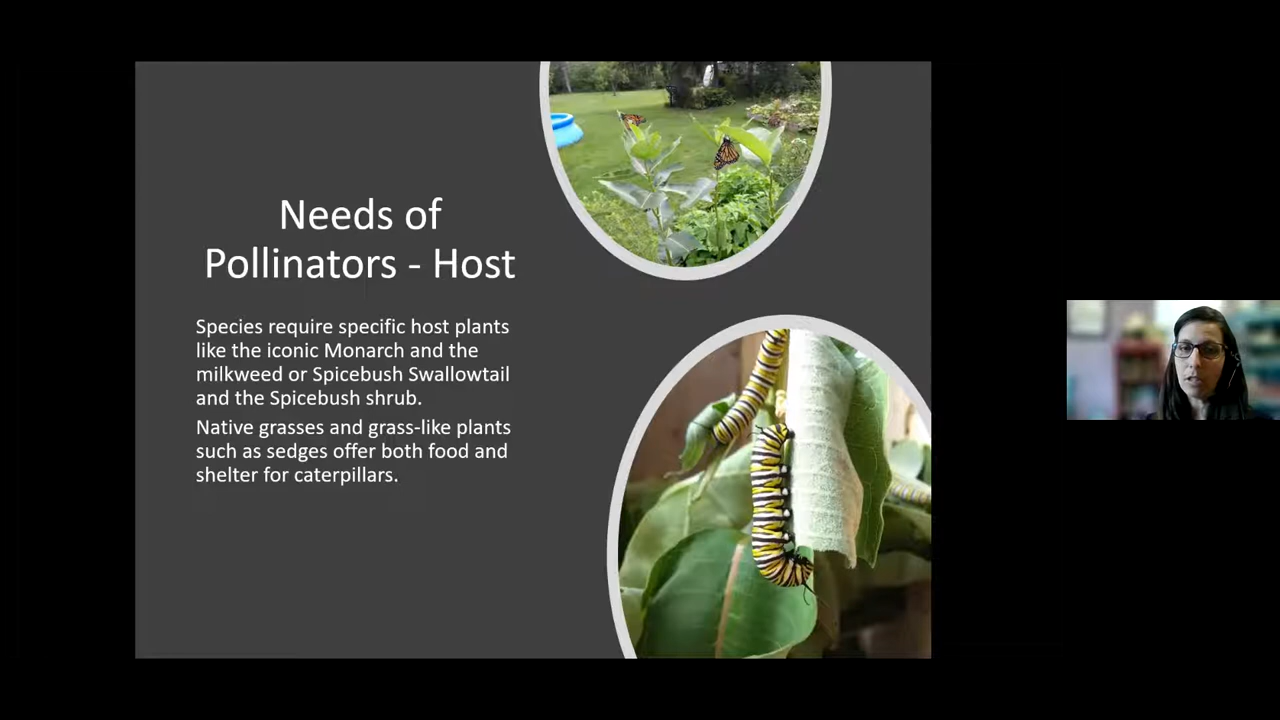 Needs of
Pollinators - Host
Species require specific host plants
like the iconic Monarch and the
milkweed or Spicebush Swallowtail
and the Spicebush shrub.
Native grasses and grass-like plants
such as sedges offer both food and
shelter for caterpillars.